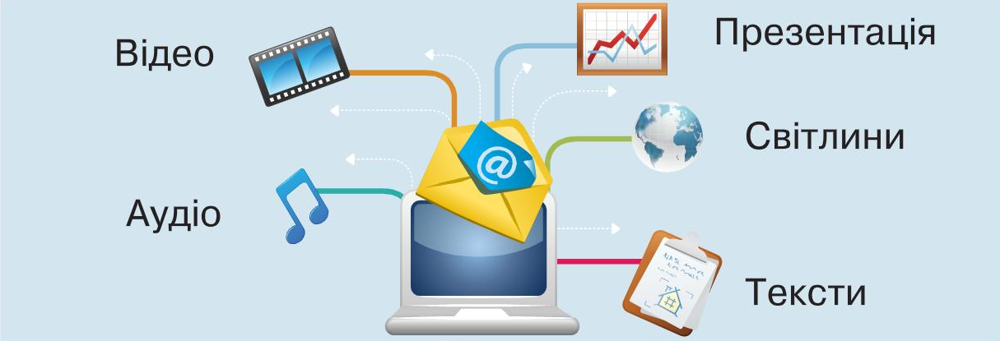 Відео
Презентація
@
Світлини
Аудіо
Тексти